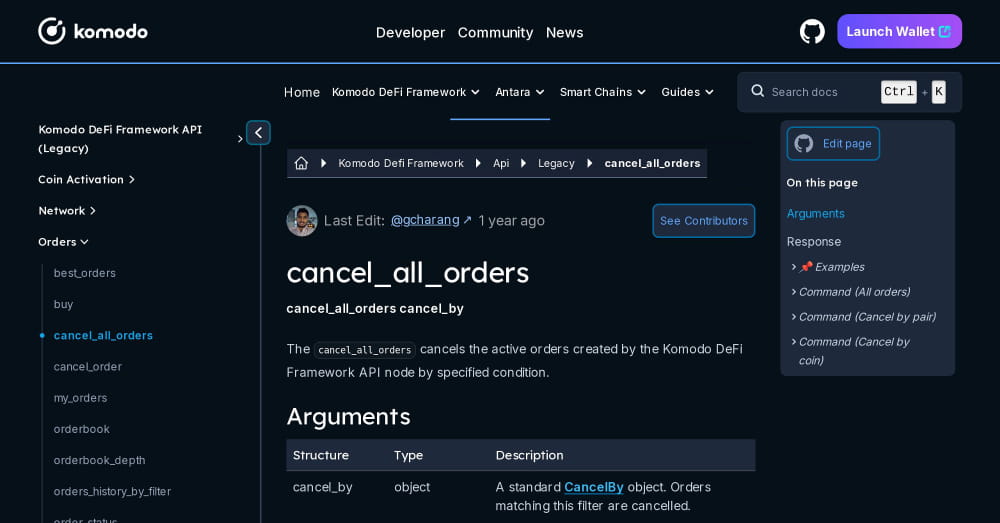 komodo
Developer Community News
Launch Wallet
Home Komodo DeFi Framework Antara Smart Chains Guides
Search docs Ctrl + K
Komodo DeFi Framework API
(Legacy)
Coin Activation
Network
Orders
best_orders
buy
cancel_all_orders
cancel_order
my_orders
orderbook
orderbook_depth
orders_history_by_filter
order_status
Komodo Defi Framework Api Legacy cancel_all_orders
Last Edit: @gcharang ↗ 1 year ago
See Contributors
cancel_all_orders
cancel_all_orders cancel_by
The cancel_all_orders cancels the active orders created by the Komodo DeFi
Framework API node by specified condition.
Arguments
Structure Type Description
cancel_by object A standard CancelBy object. Orders
matching this filter are cancelled.
Edit page
On this page
Arguments
Response
📌 Examples
Command (All orders)
Command (Cancel by pair)
Command (Cancel by
coin)